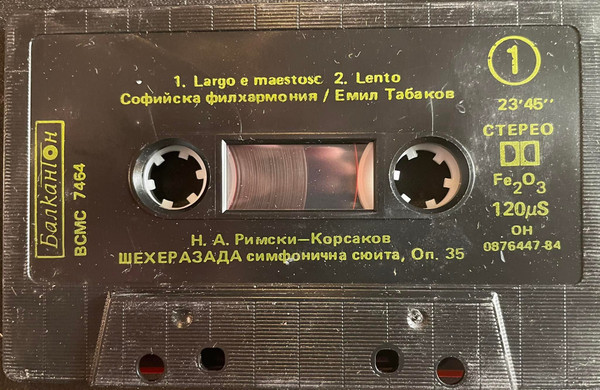 1. Largo e maestoso 2. Lento
Софийска филхармония / Емил Табаков
1
23'45''
СТЕРЕО
Fe2O3
120µS
ОН
0876447-84
Балкантон
ВСМС 7464
Н. А. Римски—Корсаков
ШЕХЕРАЗАДА симфонична сюита, Оп. 35